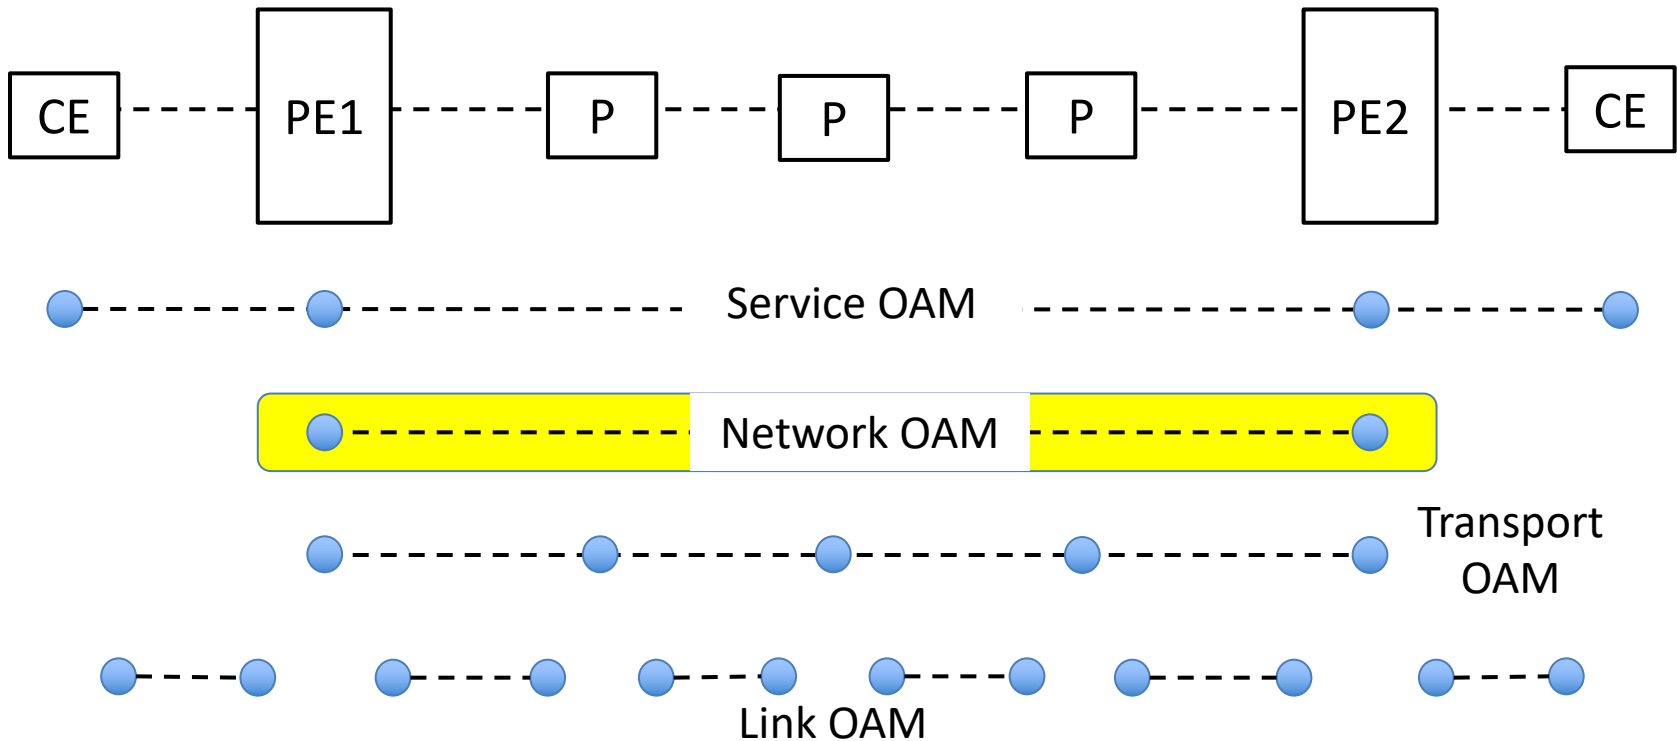 CE
PE1
P
P
P
PE2
CE
Service OAM
Network OAM
Transport
OAM
Link OAM